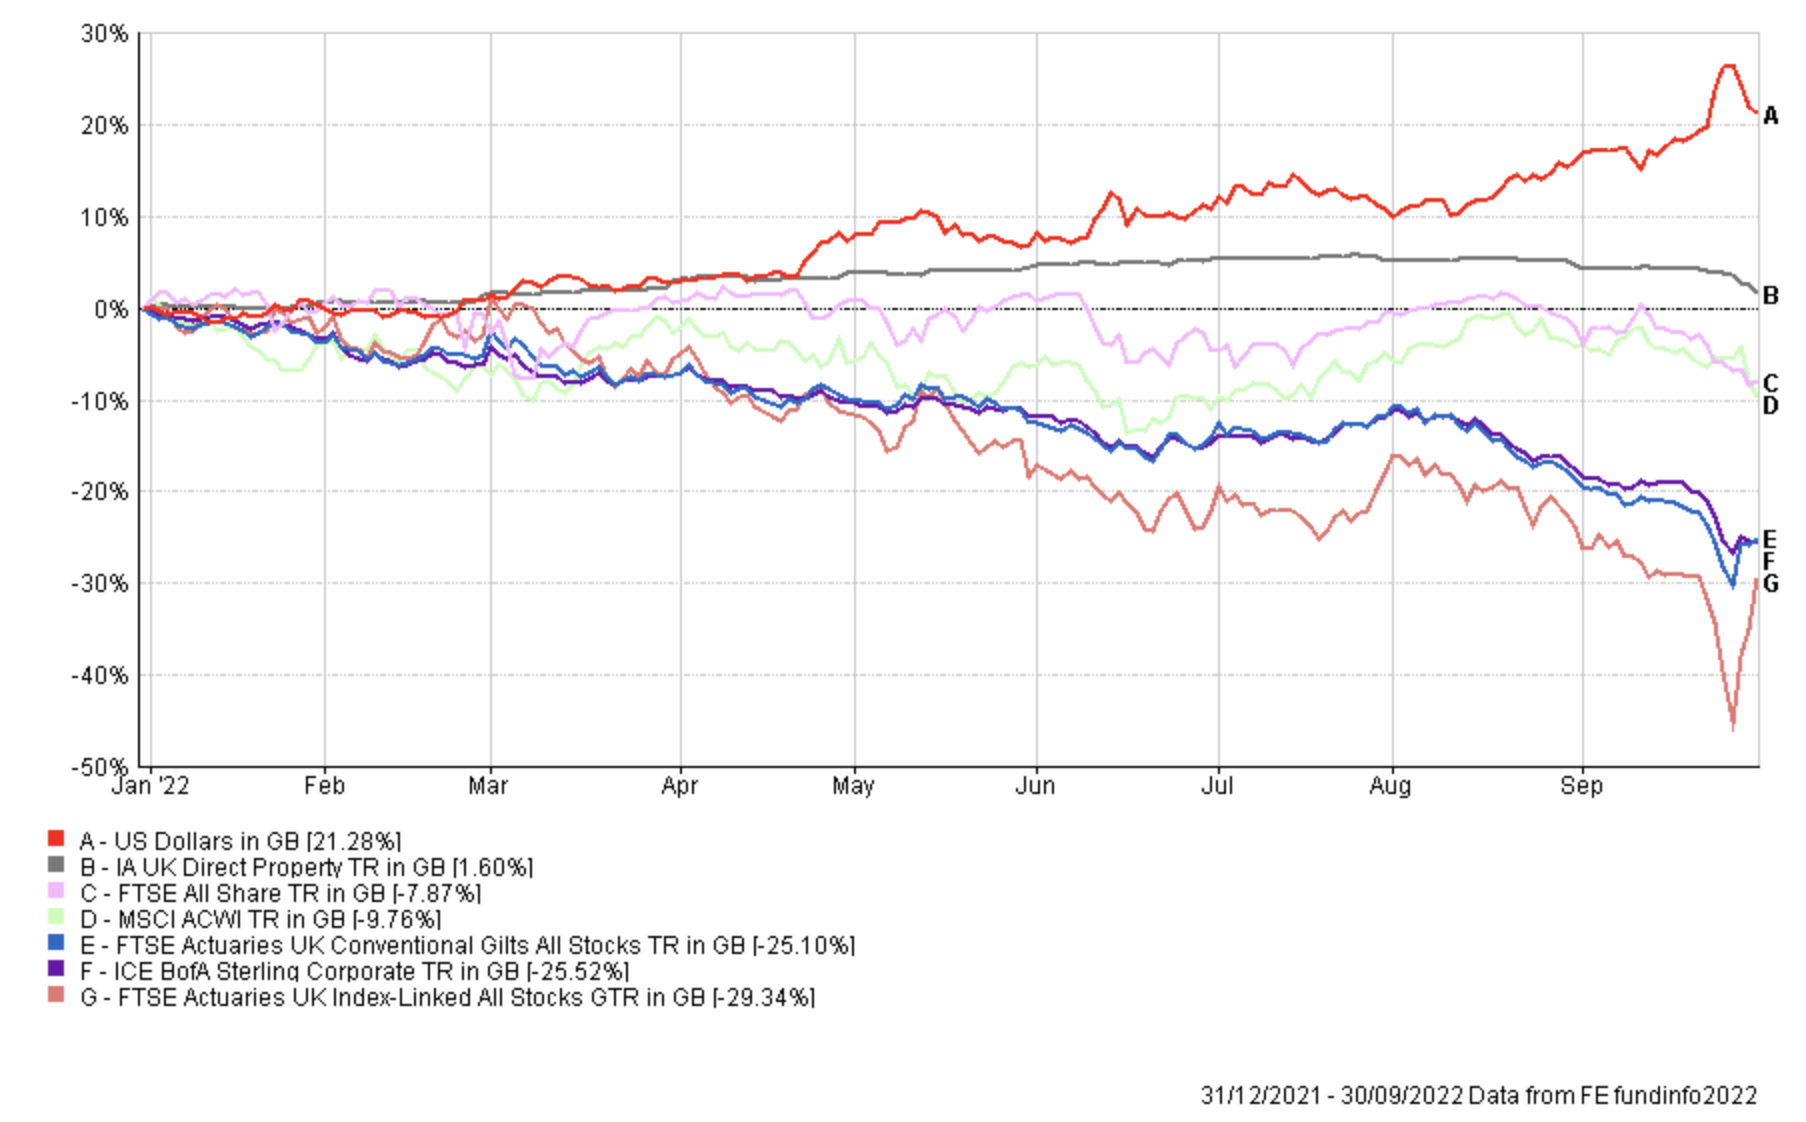 30%
20%
10%
0%
-10%
-20%
-30%
-40%
-50%
A
B
C
D
E
F
G
Jan '22 Feb Mar Apr May Jun Jul Aug Sep
A - US Dollars in GB [21.28%]
B - IA UK Direct Property TR in GB [1.60%]
C - FTSE All Share TR in GB [-7.87%]
D - MSCI ACWI TR in GB [-9.76%]
E - FTSE Actuaries UK Conventional Gilts All Stocks TR in GB [-25.10%]
F - ICE BofA Sterling Corporate TR in GB [-25.52%]
G - FTSE Actuaries UK Index-Linked All Stocks GTR in GB [-29.34%]
31/12/2021 - 30/09/2022 Data from FE fundinfo2022